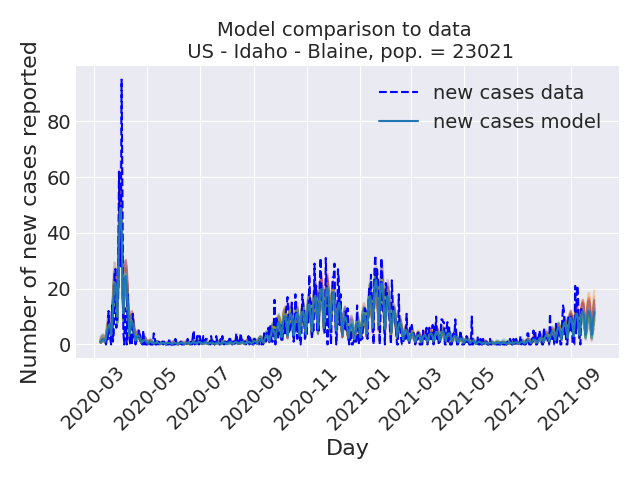 Model comparison to data
US - Idaho - Blaine, pop. = 23021
new cases data
new cases model
Number of new cases reported
80
60
40
20
0
2020-03
2020-05
2020-07
2020-09
2020-11
2021-01
2021-03
2021-05
2021-07
2021-09
Day